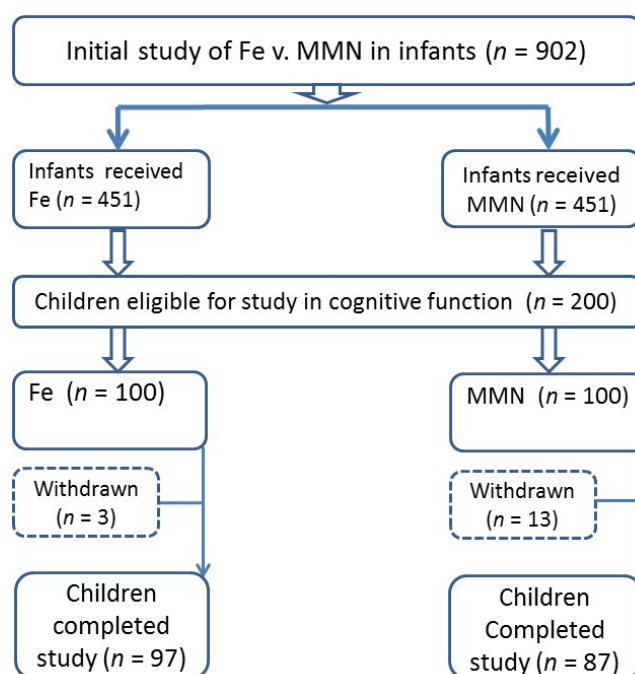 Initial study of Fe v. MMN in infants (n = 902)
Infants received
Fe (n = 451)
Infants received
MMN (n = 451)
Children eligible for study in cognitive function (n = 200)
Fe (n = 100)
MMN (n = 100)
Withdrawn
(n = 3)
Withdrawn
(n = 13)
Children
completed
study (n = 97)
Children
Completed
study (n = 87)